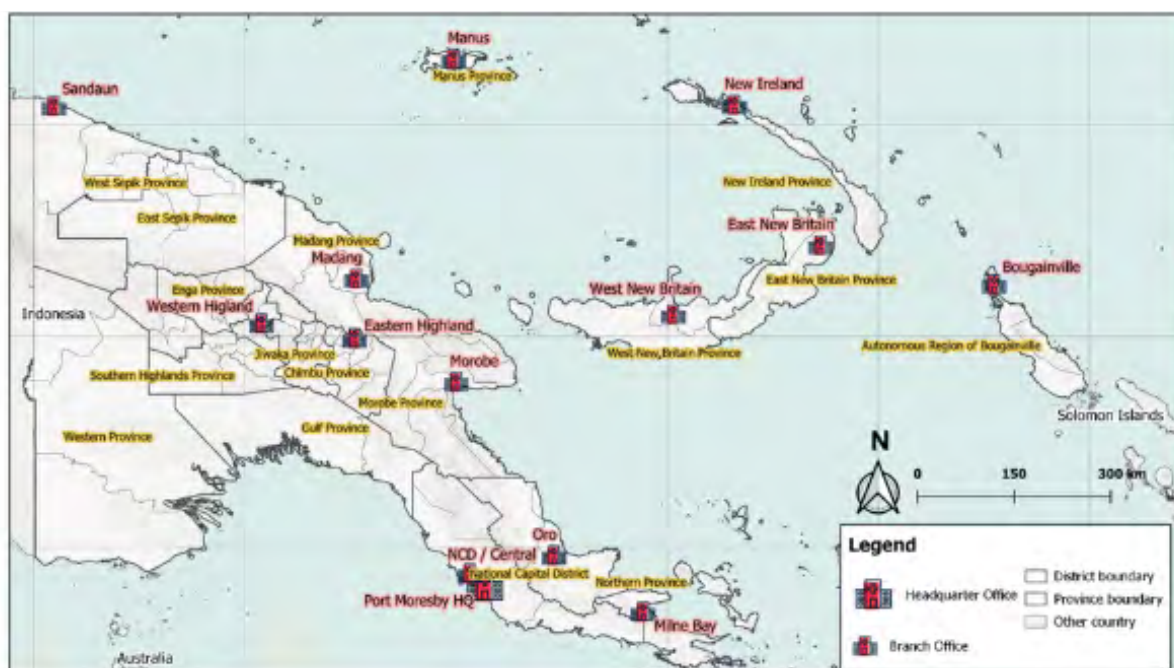 Manus
Manus Province
Sandaun
New Ireland
West Sepik Province
New Ireland Province
East Sepik Province
East New Britain
Madang Province
Madang
Bougainville
East New Britain Province
Enga Province
West New Britain
Western Higland
Indonesia
Eastern Highland
Jiwaka Province
West New Britain Province
Autonomous Region of Bougainville
Morobe
Chimbu Province
Southern Highlands Province
Morobe Province
Solomon Islands
Gulf Province
Western Province
N
0 150 300 km
Oro
NCD / Central
National Capital District
Northern Province
Port Moresby HQ
Milne Bay
Australia
Legend
Headquarter Office
Branch Office
District boundary
Province boundary
Other country